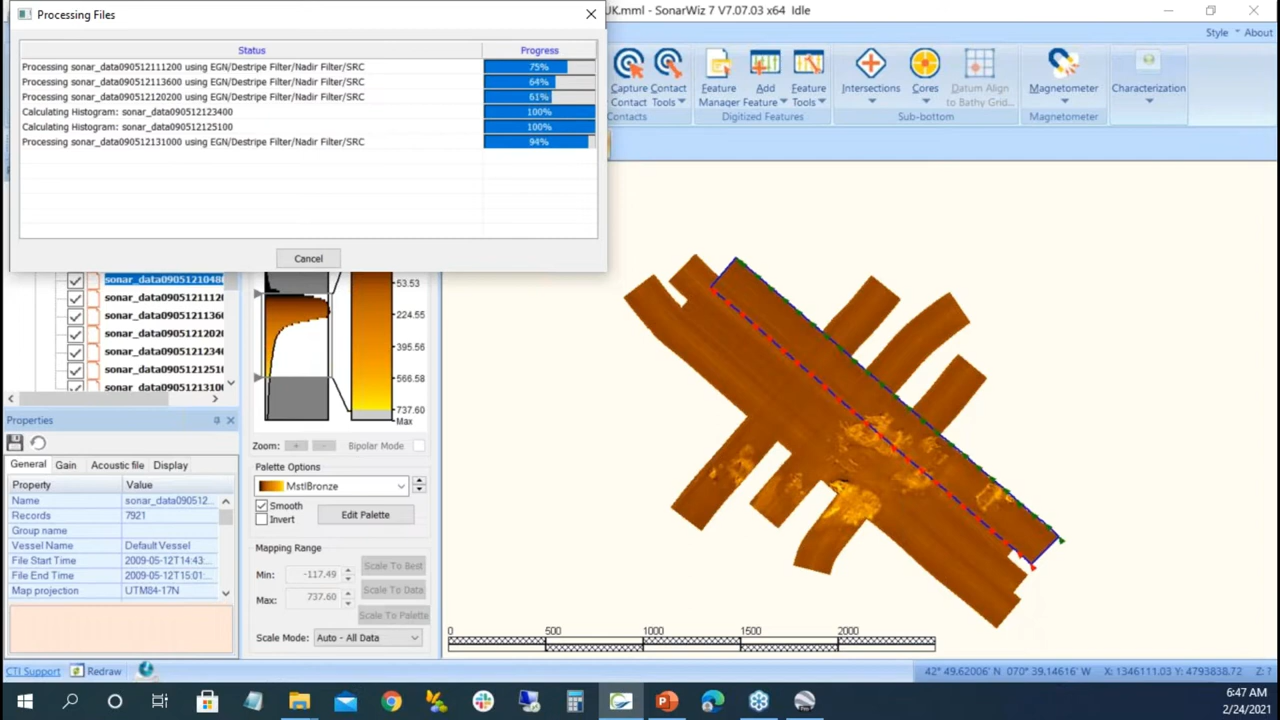 Processing Files
UK.mml - SonarWiz 7 V7.07.03 x64 Idle
Style About
Status Progress
Processing sonar_data090512111200 using EGN/Destripe Filter/Nadir Filter/SRC 75%
Processing sonar_data090512113600 using EGN/Destripe Filter/Nadir Filter/SRC 64%
Processing sonar_data090512120200 using EGN/Destripe Filter/Nadir Filter/SRC 61%
Calculating Histogram: sonar_data090512123400 100%
Calculating Histogram: sonar_data090512125100 100%
Processing sonar_data090512131000 using EGN/Destripe Filter/Nadir Filter/SRC 94%
Cancel
Capture Contact Feature Add Feature Intersections Cores Datum Align Magnetometer Characterization
Contact Tools Manager Feature Tools to Bathy Grid...
Contacts Digitized Features Sub-bottom Magnetometer
sonar_data0905121048
sonar_data0905121112
sonar_data0905121136
sonar_data0905121202
sonar_data0905121234
sonar_data0905121251
sonar_data0905121310
53.53
224.55
395.56
566.58
737.60
Max
Zoom: + - Bipolar Mode
Palette Options
MstlBronze
Smooth
Invert
Edit Palette
Mapping Range
Min: -117.49 Scale To Best
Scale To Data
Max: 737.60
Scale To Palette
Scale Mode: Auto - All Data
Properties
General Gain Acoustic file Display
Property Value
Name sonar_data090512...
Records 7921
Group name
Vessel Name Default Vessel
File Start Time 2009-05-12T14:43...
File End Time 2009-05-12T15:01...
Map projection UTM84-17N
0 500 1000 1500 2000
CTI Support Redraw
42° 49.62006' N 070° 39.14616' W X: 1346111.03 Y: 4793838.72 Z: ?
6:47 AM
2/24/2021